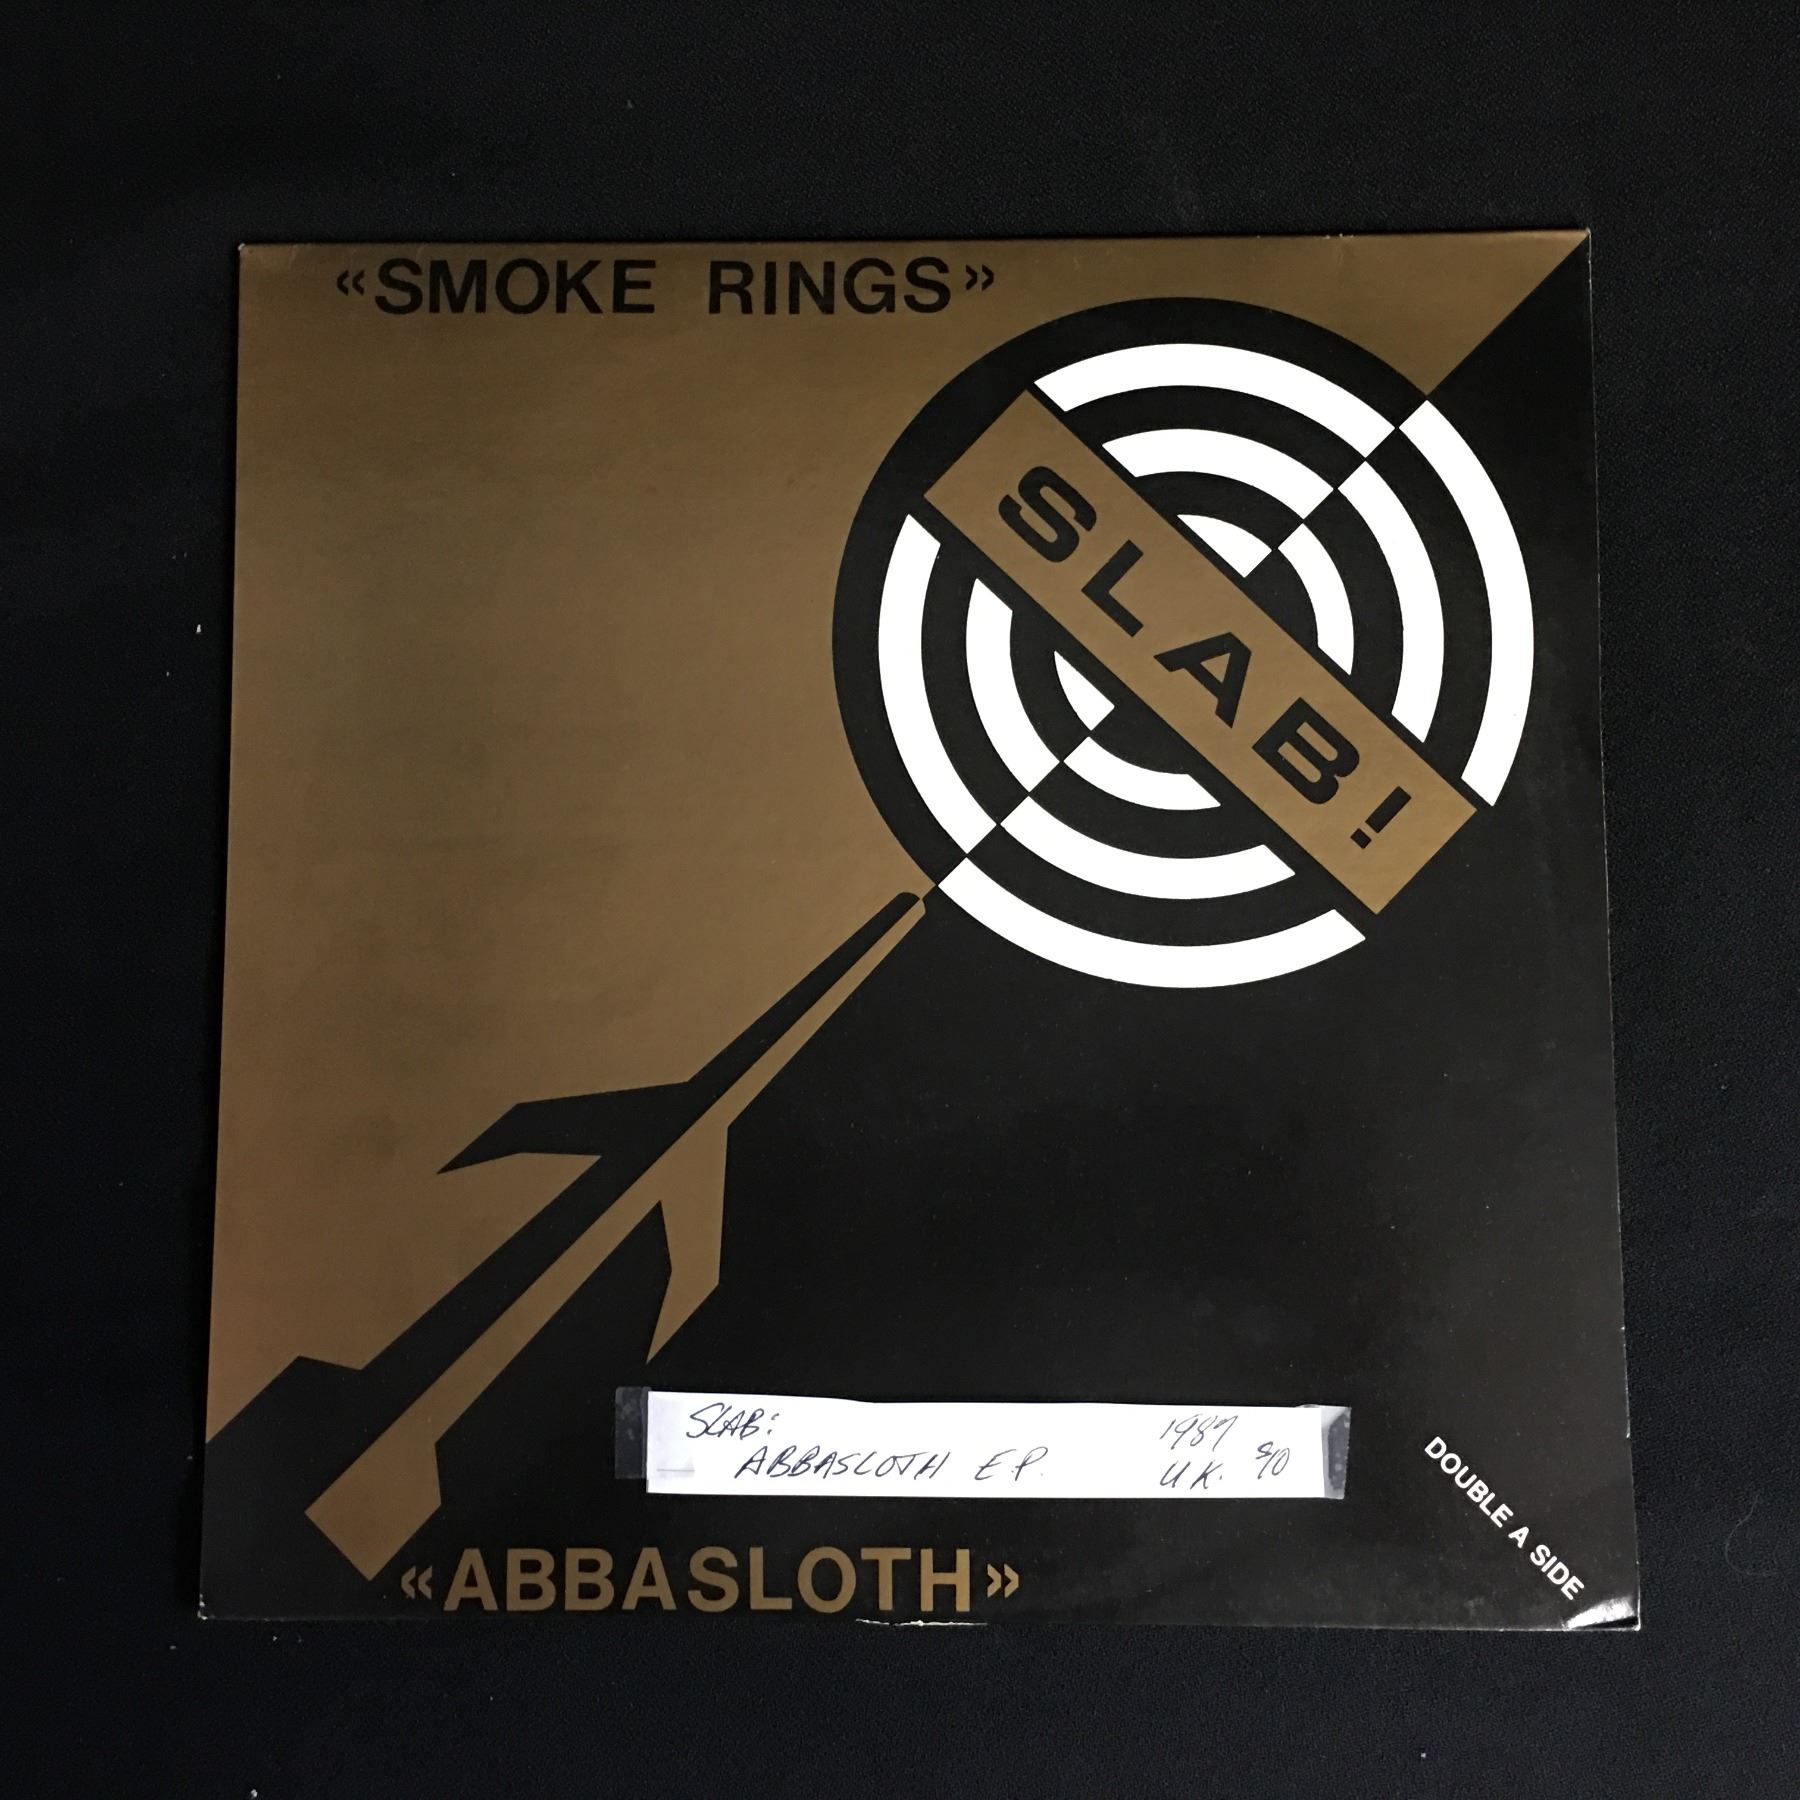 «SMOKE RINGS»
SLAB!
SLAB:
1987
ABBASLOTH E.P.
U.K.
$10
DOUBLE A SIDE
«ABBASLOTH»